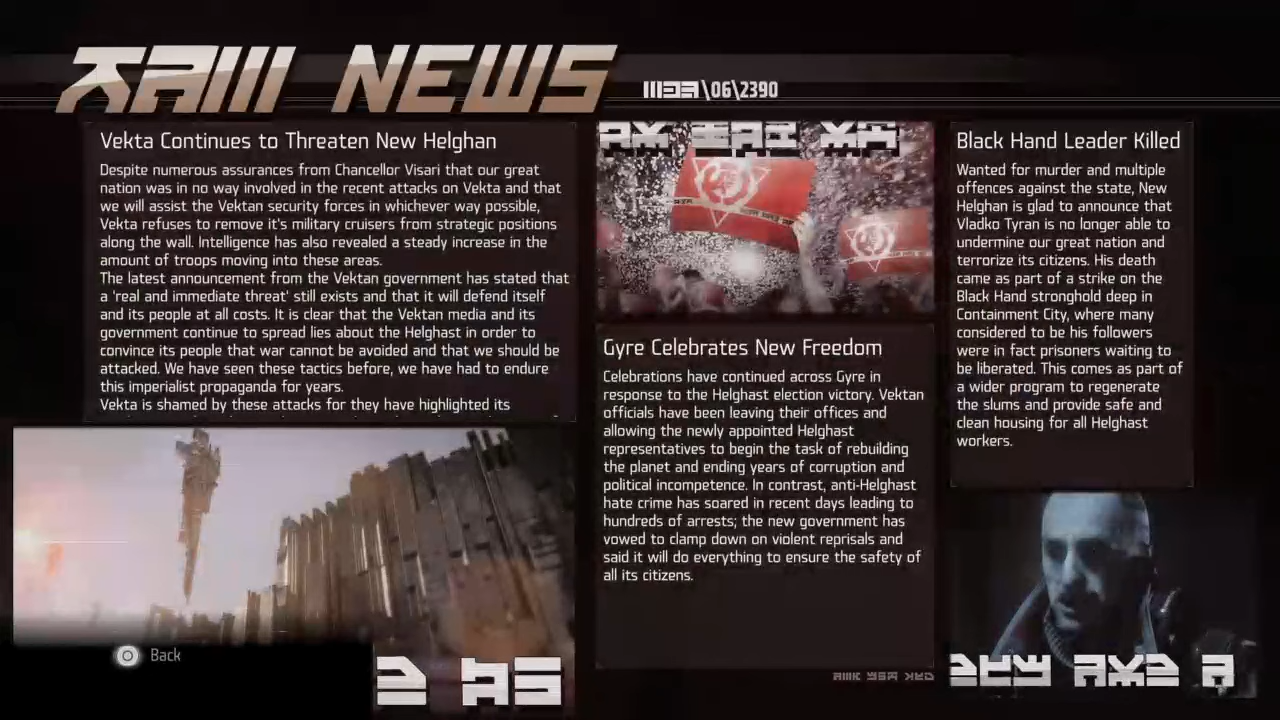 NEWS
\06\2390
Vekta Continues to Threaten New Helghan
Despite numerous assurances from Chancellor Visari that our great
nation was in no way involved in the recent attacks on Vekta and that
we will assist the Vektan security forces in whichever way possible,
Vekta refuses to remove it's military cruisers from strategic positions
along the wall. Intelligence has also revealed a steady increase in the
amount of troops moving into these areas.
The latest announcement from the Vektan government has stated that
a 'real and immediate threat' still exists and that it will defend itself
and its people at all costs. It is clear that the Vektan media and its
government continue to spread lies about the Helghast in order to
convince its people that war cannot be avoided and that we should be
attacked. We have seen these tactics before, we have had to endure
this imperialist propaganda for years.
Vekta is shamed by these attacks for they have highlighted its
Back
Gyre Celebrates New Freedom
Celebrations have continued across Gyre in
response to the Helghast election victory. Vektan
officials have been leaving their offices and
allowing the newly appointed Helghast
representatives to begin the task of rebuilding
the planet and ending years of corruption and
political incompetence. In contrast, anti-Helghast
hate crime has soared in recent days leading to
hundreds of arrests; the new government has
vowed to clamp down on violent reprisals and
said it will do everything to ensure the safety of
all its citizens.
Black Hand Leader Killed
Wanted for murder and multiple
offences against the state, New
Helghan is glad to announce that
Vladko Tyran is no longer able to
undermine our great nation and
terrorize its citizens. His death
came as part of a strike on the
Black Hand stronghold deep in
Containment City, where many
considered to be his followers
were in fact prisoners waiting to
be liberated. This comes as part of
a wider program to regenerate
the slums and provide safe and
clean housing for all Helghast
workers.